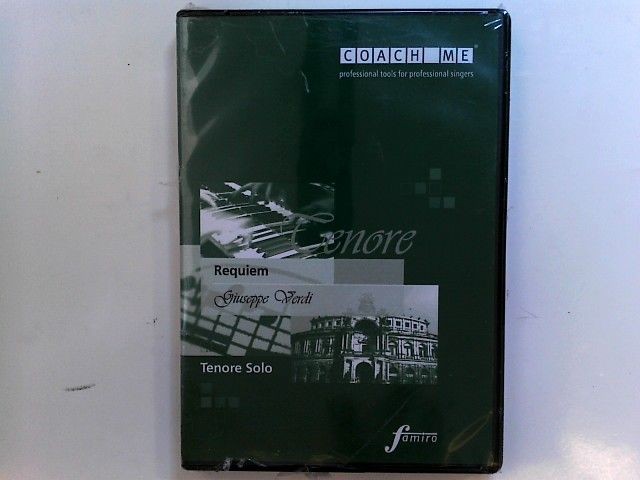 COACH ME®
professional tools for professional singers
Tenore
Requiem
Giuseppe Verdi
Tenore Solo
famiro